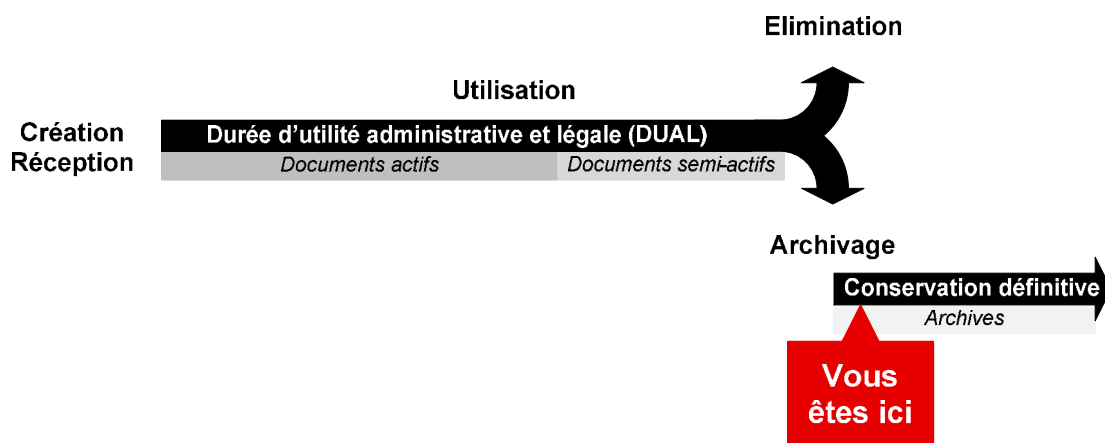 Elimination
Utilisation
Création
Réception
Durée d’utilité administrative et légale (DUAL)
Documents actifs
Documents semi-actifs
Archivage
Conservation définitive
Archives
Vous
êtes ici